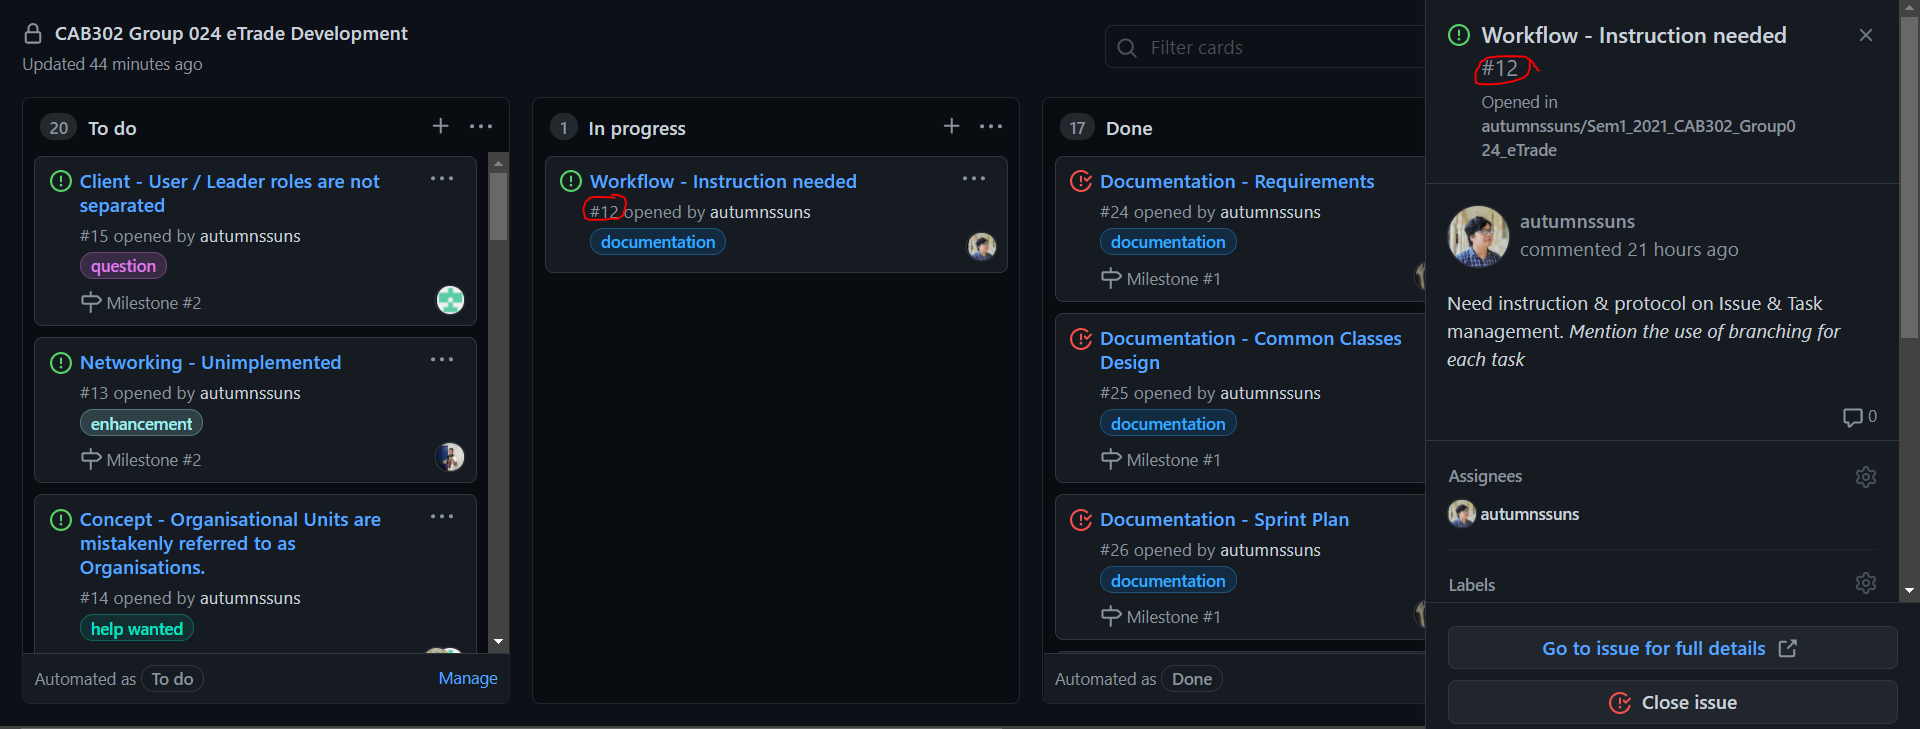 CAB302 Group 024 eTrade Development
Updated 44 minutes ago
Filter cards
20 To do
Client - User / Leader roles are not
separated
#15 opened by autumnssuns
question
Milestone #2
Networking - Unimplemented
#13 opened by autumnssuns
enhancement
Milestone #2
Concept - Organisational Units are
mistakenly referred to as
Organisations.
#14 opened by autumnssuns
help wanted
Automated as To do
Manage
1 In progress
Workflow - Instruction needed
#12 opened by autumnssuns
documentation
17 Done
Documentation - Requirements
#24 opened by autumnssuns
documentation
Milestone #1
Documentation - Common Classes
Design
#25 opened by autumnssuns
documentation
Milestone #1
Documentation - Sprint Plan
#26 opened by autumnssuns
documentation
Milestone #1
Automated as Done
Workflow - Instruction needed
#12
Opened in
autumnssuns/Sem1_2021_CAB302_Group0
24_eTrade
autumnssuns
commented 21 hours ago
Need instruction & protocol on Issue & Task
management. Mention the use of branching for
each task
0
Assignees
autumnssuns
Labels
Go to issue for full details
Close issue